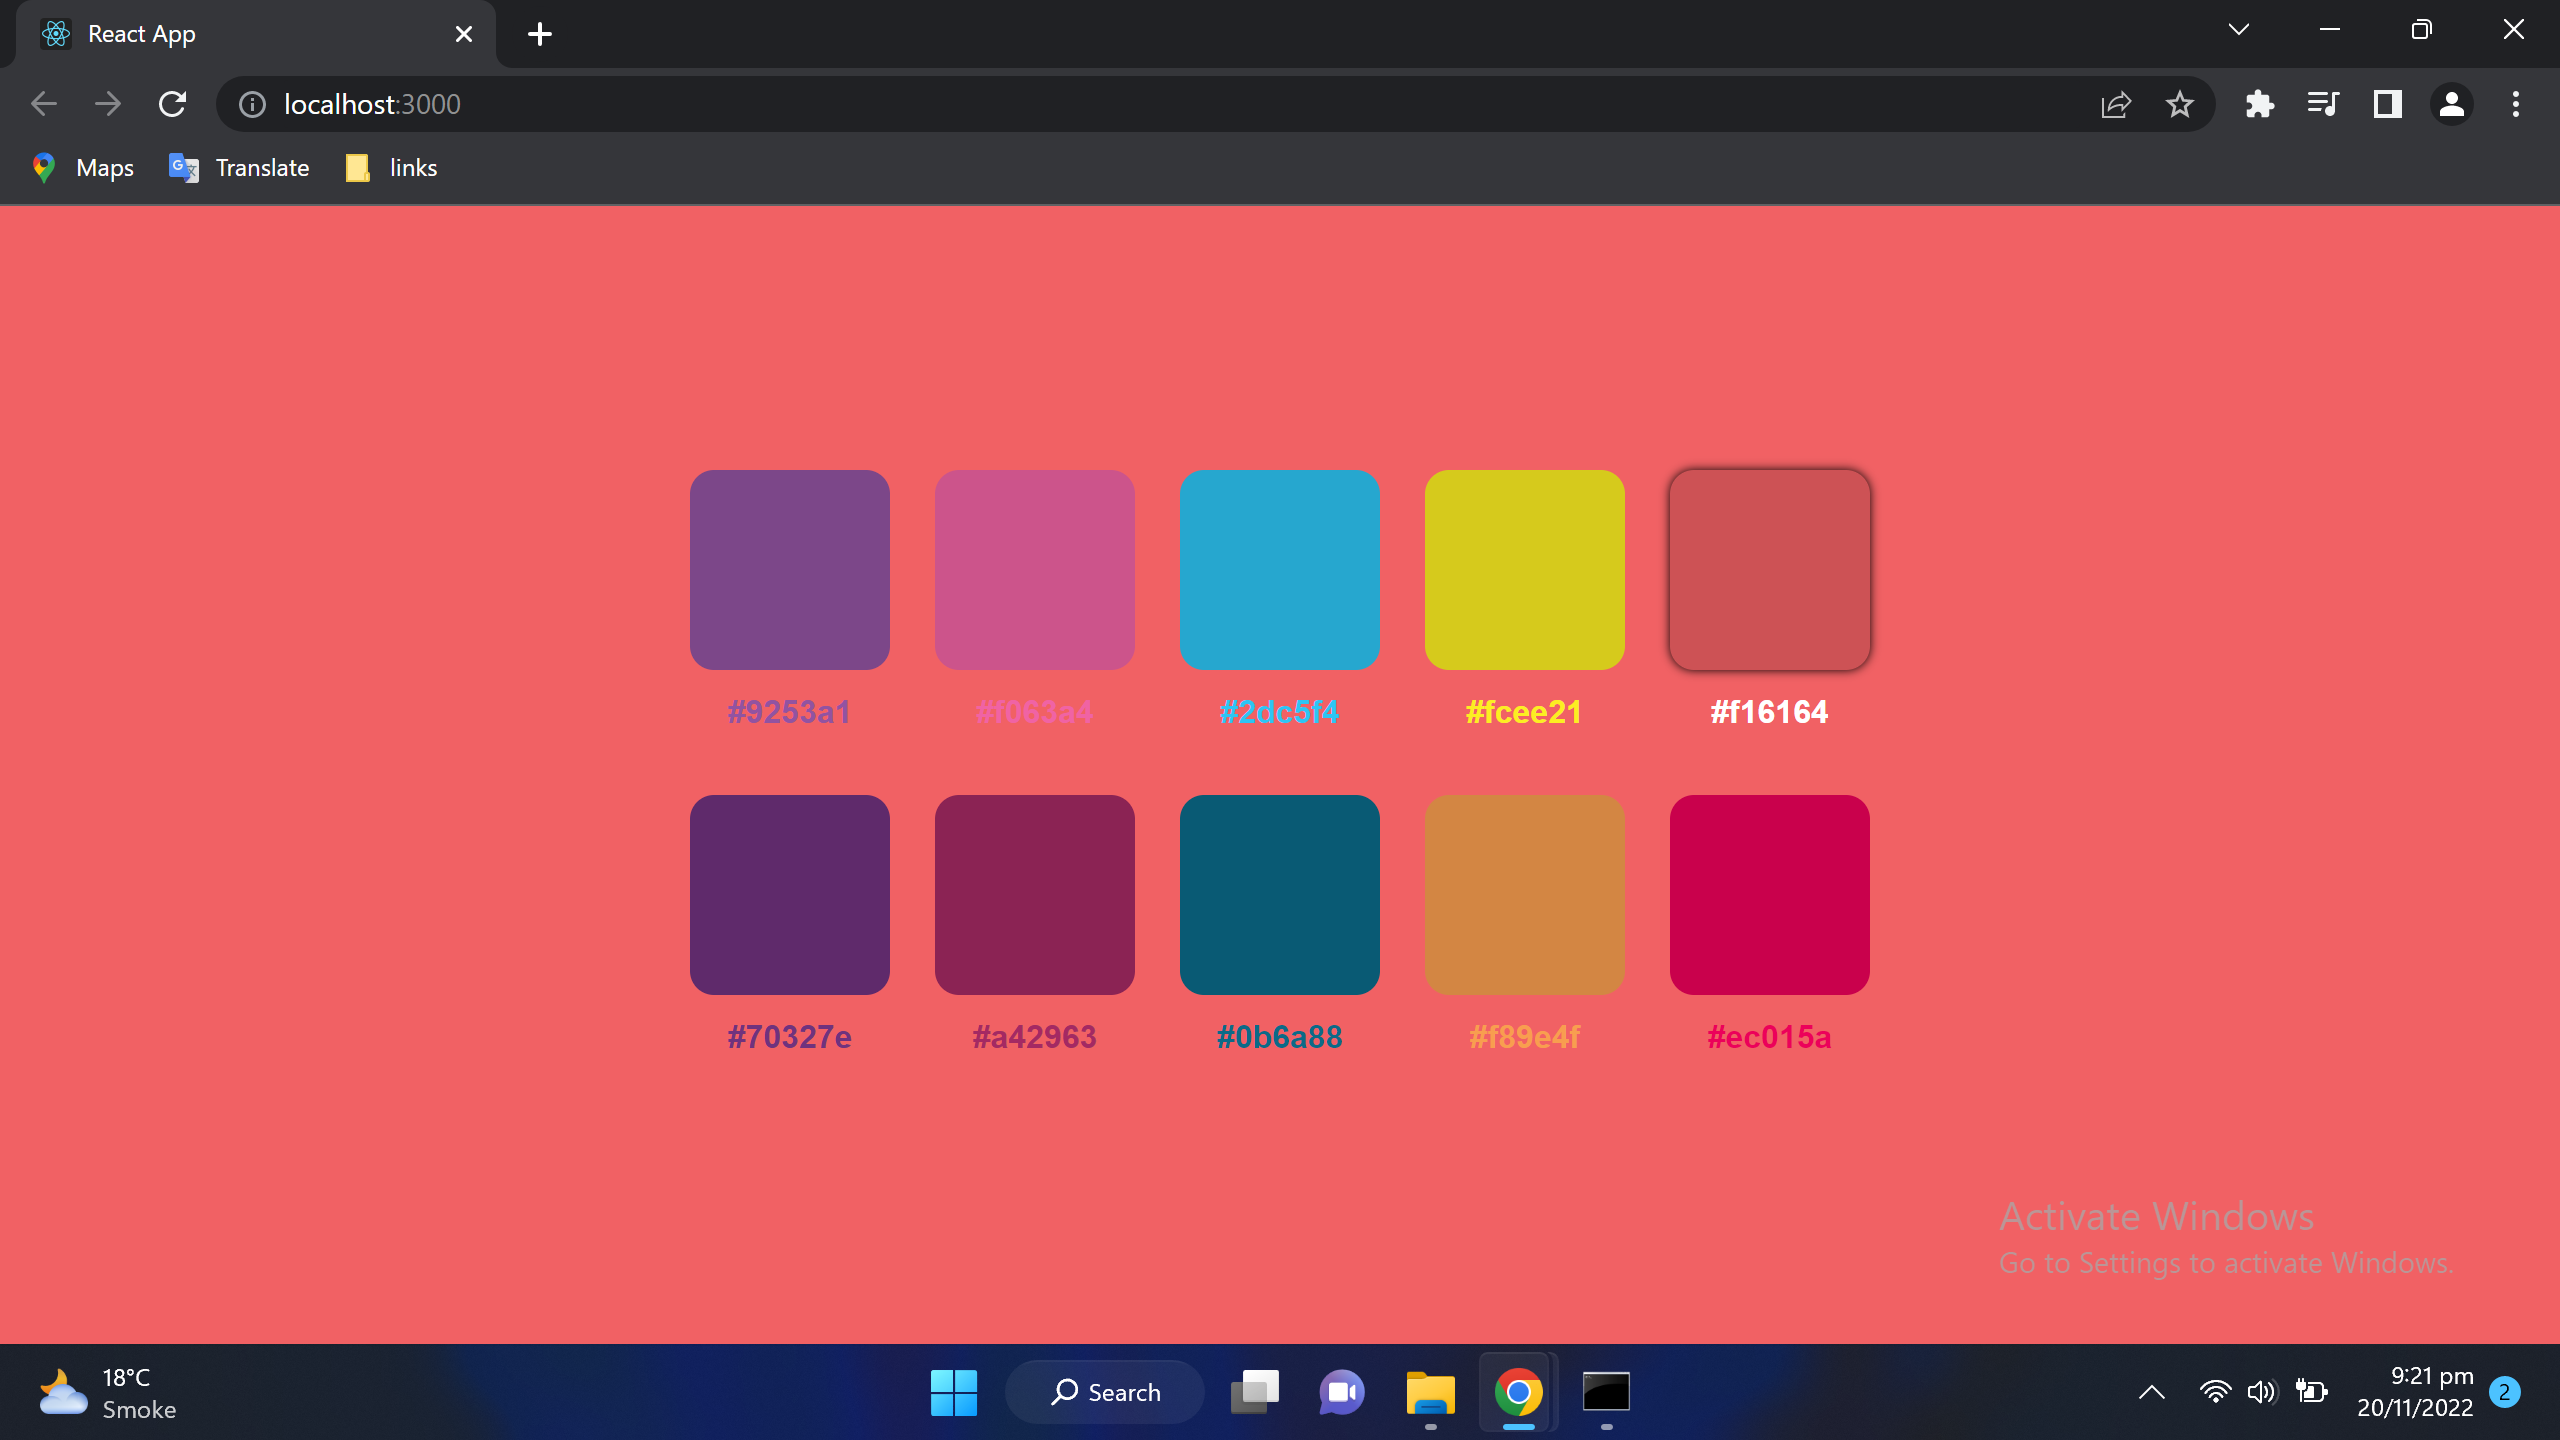 React App
localhost:3000
Maps
Translate
links
#9253a1
#f063a4
#2dc5f4
#fcee21
#f16164
#70327e
#a42963
#0b6a88
#f89e4f
#ec015a
Activate Windows
Go to Settings to activate Windows.
18°C
Smoke
Search
9:21 pm
20/11/2022
2